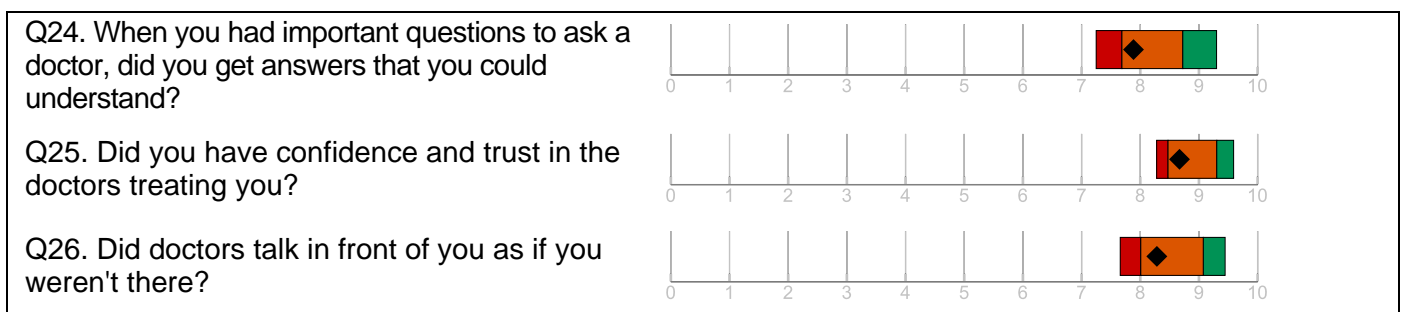 Q24. When you had important questions to ask a
doctor, did you get answers that you could
understand?
0 1 2 3 4 5 6 7 8 9 10
Q25. Did you have confidence and trust in the
doctors treating you?
0 1 2 3 4 5 6 7 8 9 10
Q26. Did doctors talk in front of you as if you
weren't there?
0 1 2 3 4 5 6 7 8 9 10